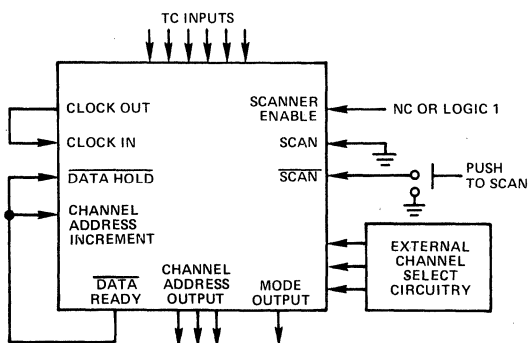 TC INPUTS
CLOCK OUT
CLOCK IN
DATA HOLD
CHANNEL
ADDRESS
INCREMENT
DATA
READY
CHANNEL
ADDRESS
OUTPUT
MODE
OUTPUT
SCANNER
ENABLE
SCAN
SCAN
NC OR LOGIC 1
PUSH
TO SCAN
EXTERNAL
CHANNEL
SELECT
CIRCUITRY